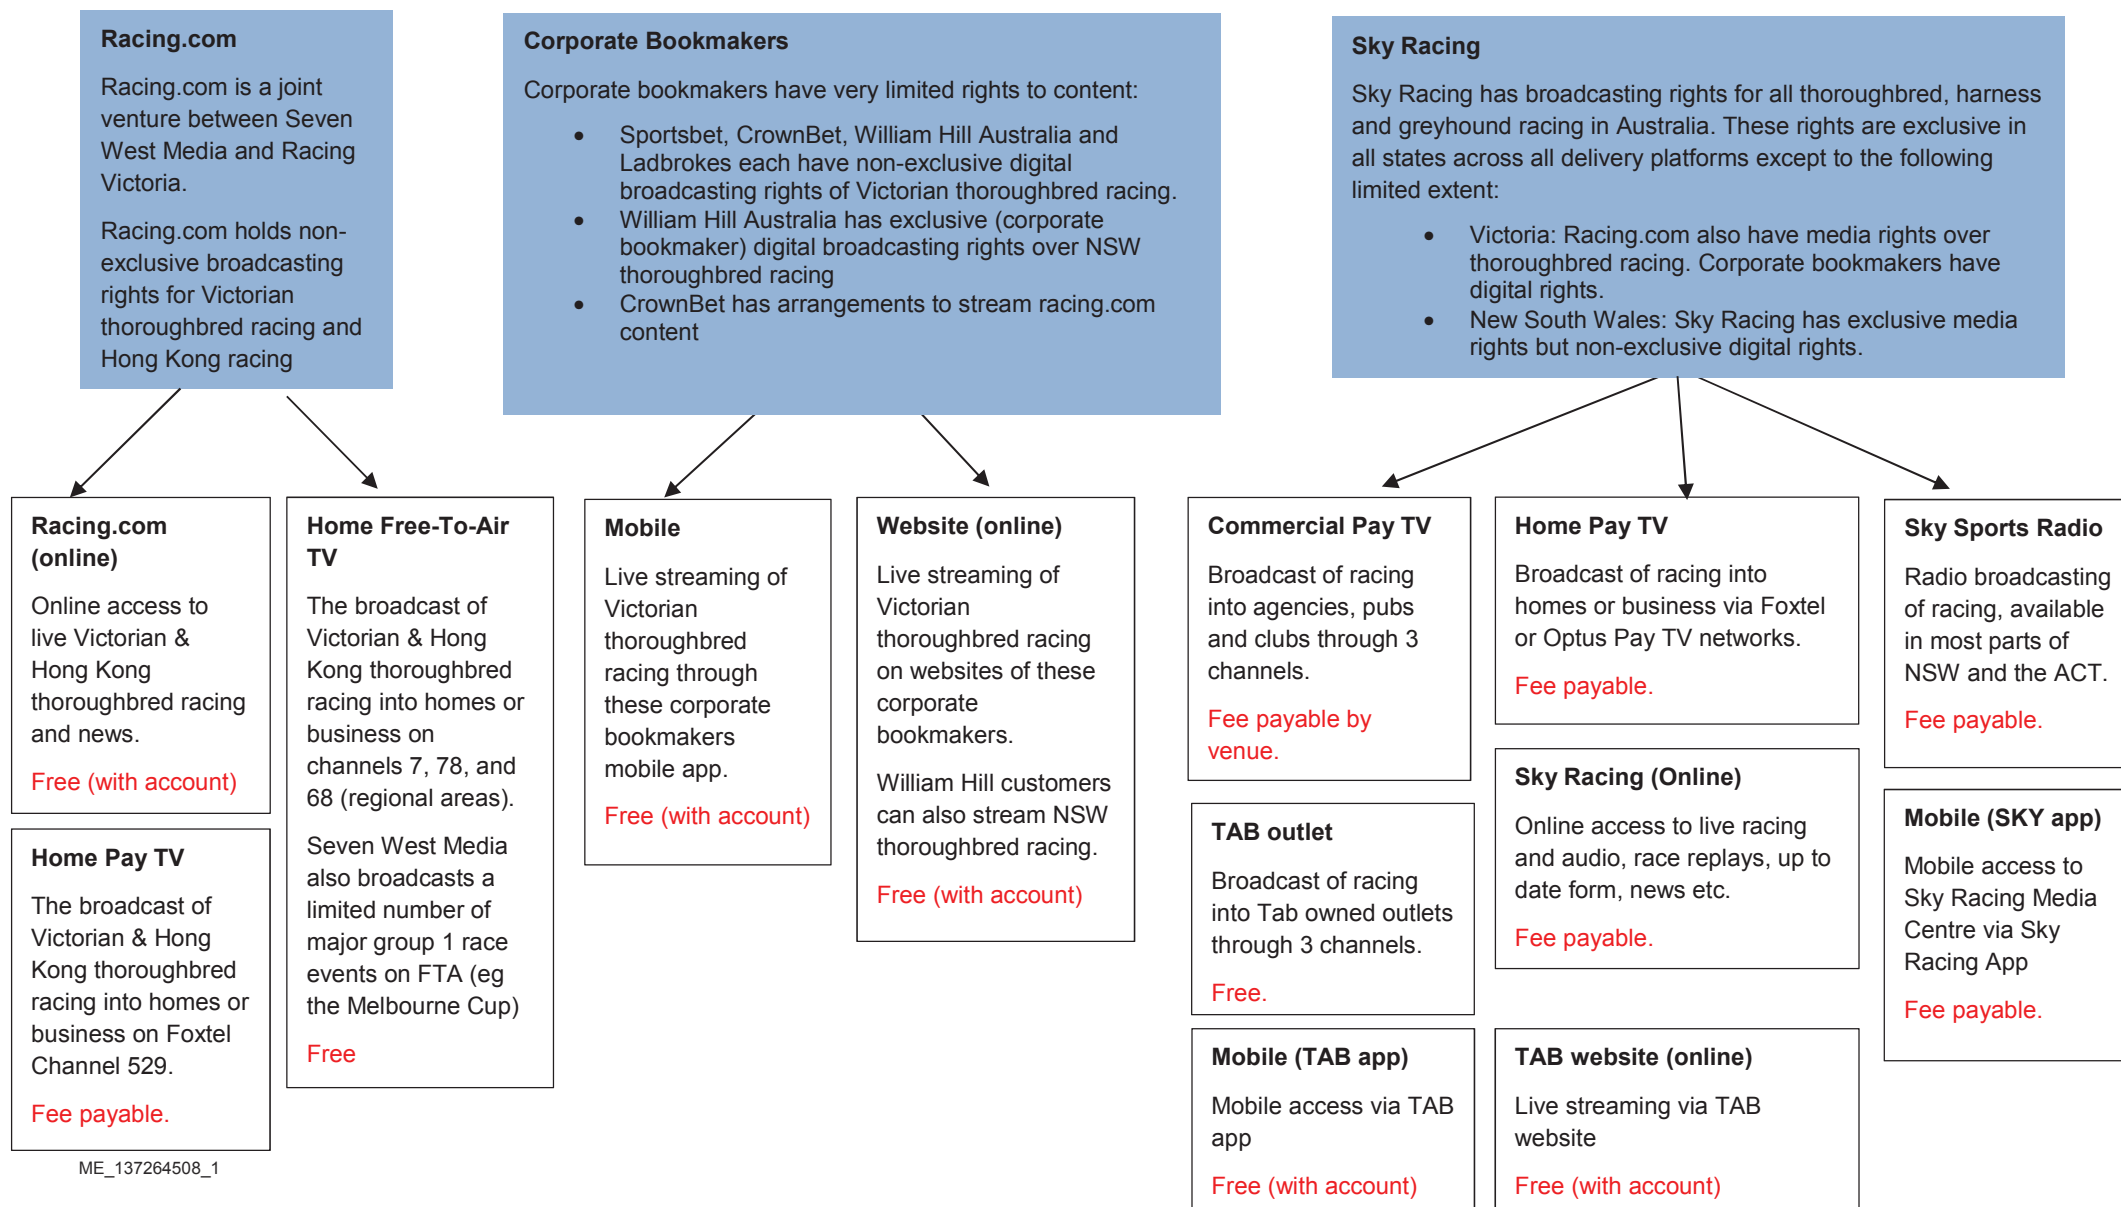 Racing.com
Racing.com is a joint
venture between Seven
West Media and Racing
Victoria.
Racing.com holds non-
exclusive broadcasting
rights for Victorian
thoroughbred racing and
Hong Kong racing
Corporate Bookmakers
Corporate bookmakers have very limited rights to content:
• Sportsbet, CrownBet, William Hill Australia and
Ladbrokes each have non-exclusive digital
broadcasting rights of Victorian thoroughbred racing.
• William Hill Australia has exclusive (corporate
bookmaker) digital broadcasting rights over NSW
thoroughbred racing
• CrownBet has arrangements to stream racing.com
content
Sky Racing
Sky Racing has broadcasting rights for all thoroughbred, harness
and greyhound racing in Australia. These rights are exclusive in
all states across all delivery platforms except to the following
limited extent:
• Victoria: Racing.com also have media rights over
thoroughbred racing. Corporate bookmakers have
digital rights.
• New South Wales: Sky Racing has exclusive media
rights but non-exclusive digital rights.
Racing.com
(online)
Online access to
live Victorian &
Hong Kong
thoroughbred racing
and news.
Free (with account)
Home Pay TV
The broadcast of
Victorian & Hong
Kong thoroughbred
racing into homes or
business on Foxtel
Channel 529.
Fee payable.
Home Free-To-Air
TV
The broadcast of
Victorian & Hong
Kong thoroughbred
racing into homes or
business on
channels 7, 78, and
68 (regional areas).
Seven West Media
also broadcasts a
limited number of
major group 1 race
events on FTA (eg
the Melbourne Cup)
Free
Mobile
Live streaming of
Victorian
thoroughbred
racing through
these corporate
bookmakers
mobile app.
Free (with account)
Website (online)
Live streaming of
Victorian
thoroughbred racing
on websites of these
corporate
bookmakers.
William Hill customers
can also stream NSW
thoroughbred racing.
Free (with account)
Commercial Pay TV
Broadcast of racing
into agencies, pubs
and clubs through 3
channels.
Fee payable by
venue.
TAB outlet
Broadcast of racing
into Tab owned outlets
through 3 channels.
Free.
Mobile (TAB app)
Mobile access via TAB
app
Free (with account)
Home Pay TV
Broadcast of racing into
homes or business via Foxtel
or Optus Pay TV networks.
Fee payable.
Sky Racing (Online)
Online access to live racing
and audio, race replays, up to
date form, news etc.
Fee payable.
TAB website (online)
Live streaming via TAB
website
Free (with account)
Sky Sports Radio
Radio broadcasting
of racing, available
in most parts of
NSW and the ACT.
Fee payable.
Mobile (SKY app)
Mobile access to
Sky Racing Media
Centre via Sky
Racing App
Fee payable.
ME_137264508_1